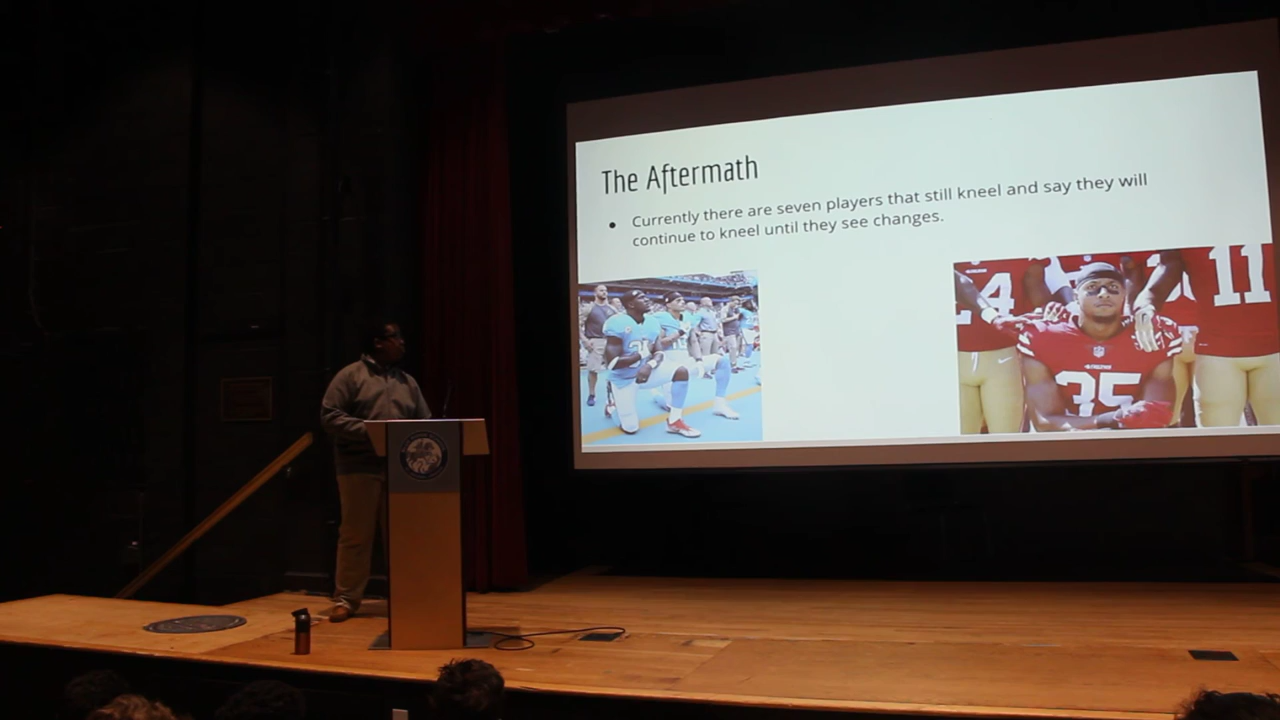 The Aftermath
• Currently there are seven players that still kneel and say they will
continue to kneel until they see changes.
11
35